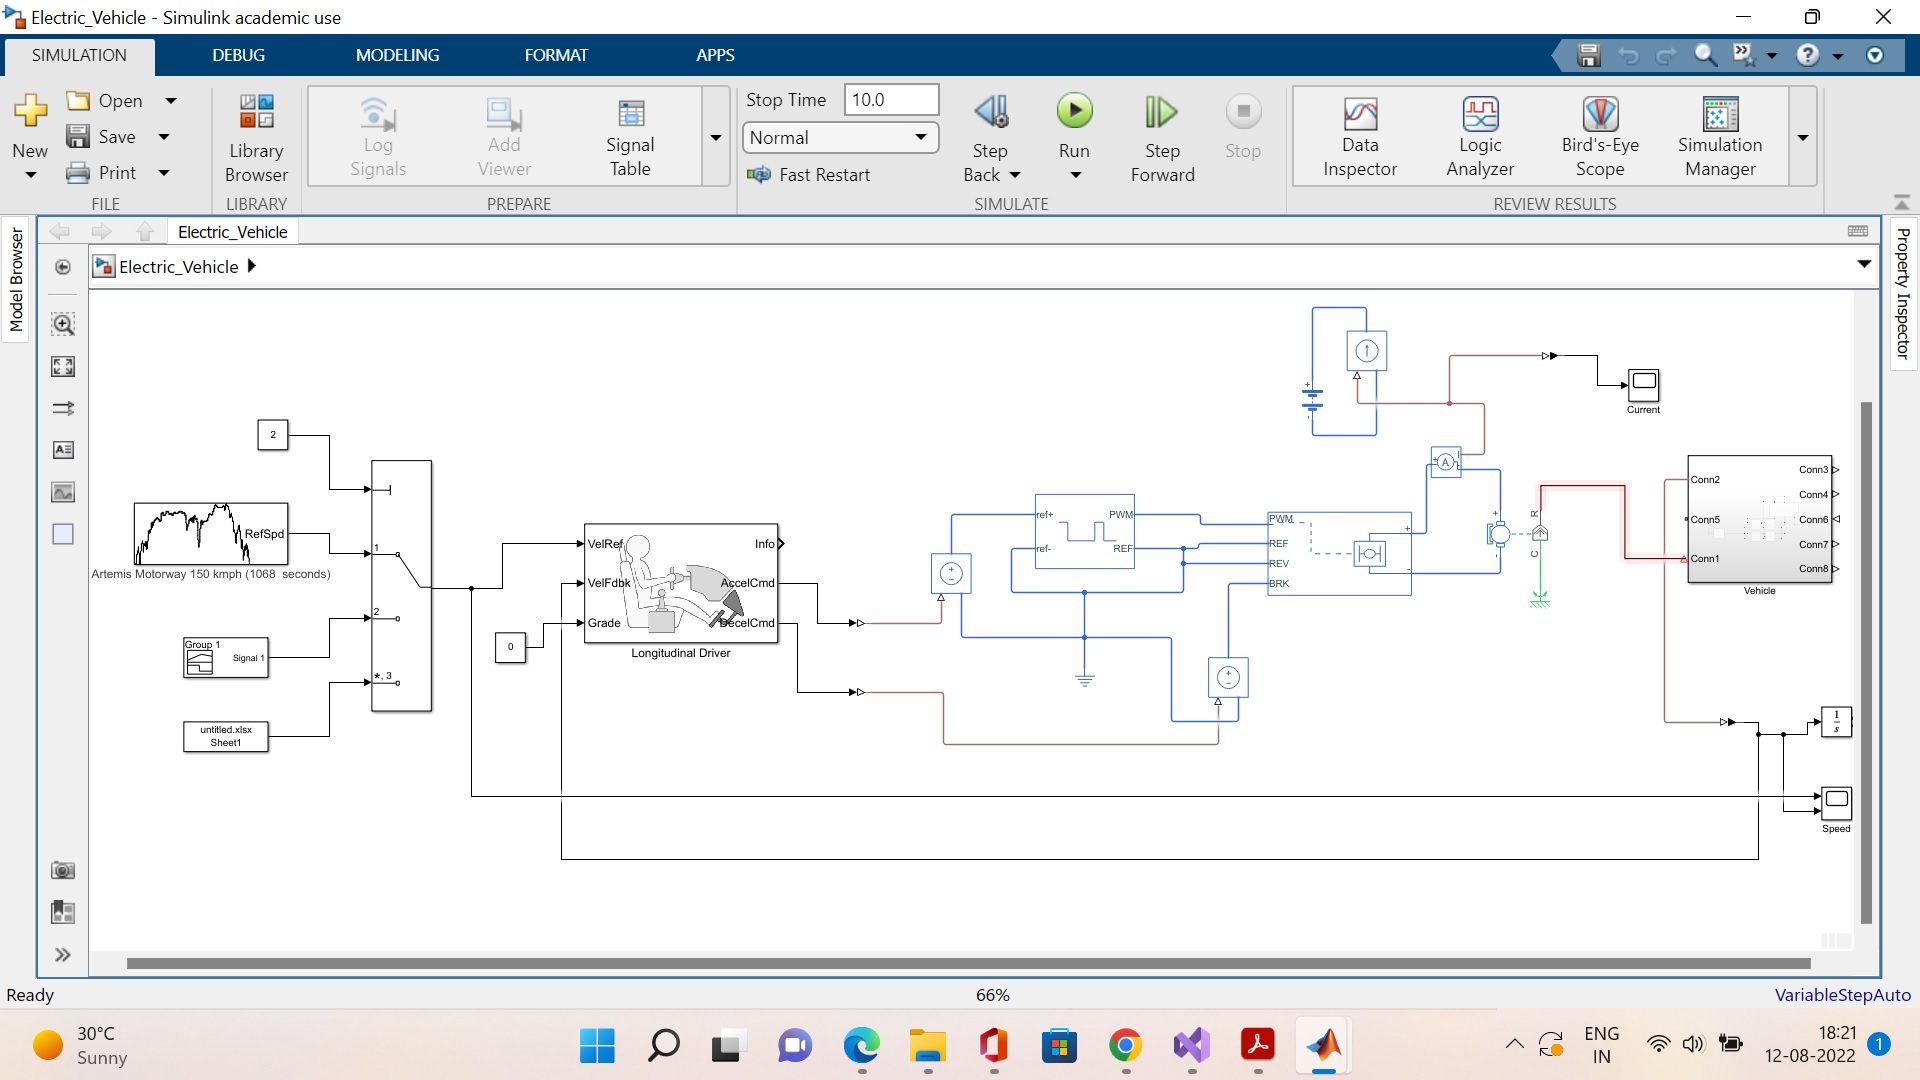 Electric_Vehicle - Simulink academic use
SIMULATION
DEBUG
MODELING
FORMAT
APPS
New
Open
Save
Print
FILE
Library
Browser
LIBRARY
Log
Signals
Add
Viewer
Signal
Table
PREPARE
Stop Time 10.0
Normal
Fast Restart
Step
Back
Run
Step
Forward
Stop
SIMULATE
Data
Inspector
Logic
Analyzer
Bird's-Eye
Scope
Simulation
Manager
REVIEW RESULTS
Model Browser
Property Inspector
Electric_Vehicle
Electric_Vehicle
2
RefSpd
Artemis Motorway 150 kmph (1068 seconds)
Group 1
Signal 1
untitled.xlsx
Sheet1
1
2
*, 3
0
VelRef
VelFdbk
Grade
Info
AccelCmd
DecelCmd
Longitudinal Driver
ref+
ref-
PWM
REF
PWM
REF
REV
BRK
+
-
A
I
R
C
Current
Conn2
Conn5
Conn1
Conn3
Conn4
Conn6
Conn7
Conn8
Vehicle
1
s
Speed
Ready
66%
VariableStepAuto
30°C
Sunny
ENG
IN
18:21
12-08-2022
1